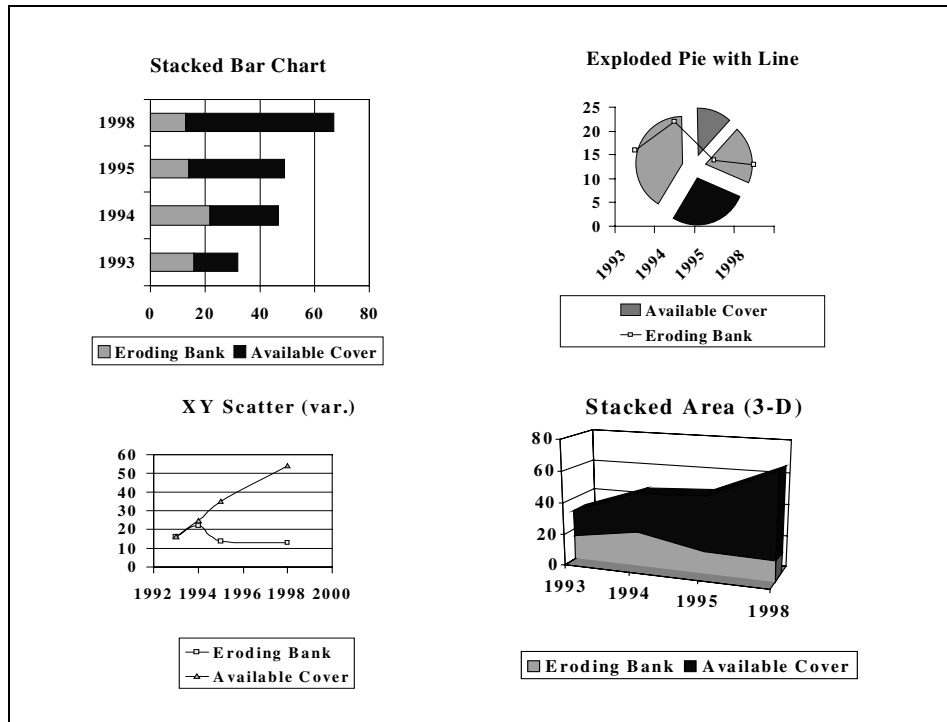 Stacked Bar Chart
1998
1995
1994
1993
0 20 40 60 80
Eroding Bank Available Cover
Exploded Pie with Line
25
20
15
10
5
0
1993 1994 1995 1998
Available Cover
Eroding Bank
XY Scatter (var.)
60
50
40
30
20
10
0
1992 1994 1996 1998 2000
Eroding Bank
Available Cover
Stacked Area (3-D)
80
60
40
20
0
1993 1994 1995 1998
Eroding Bank Available Cover